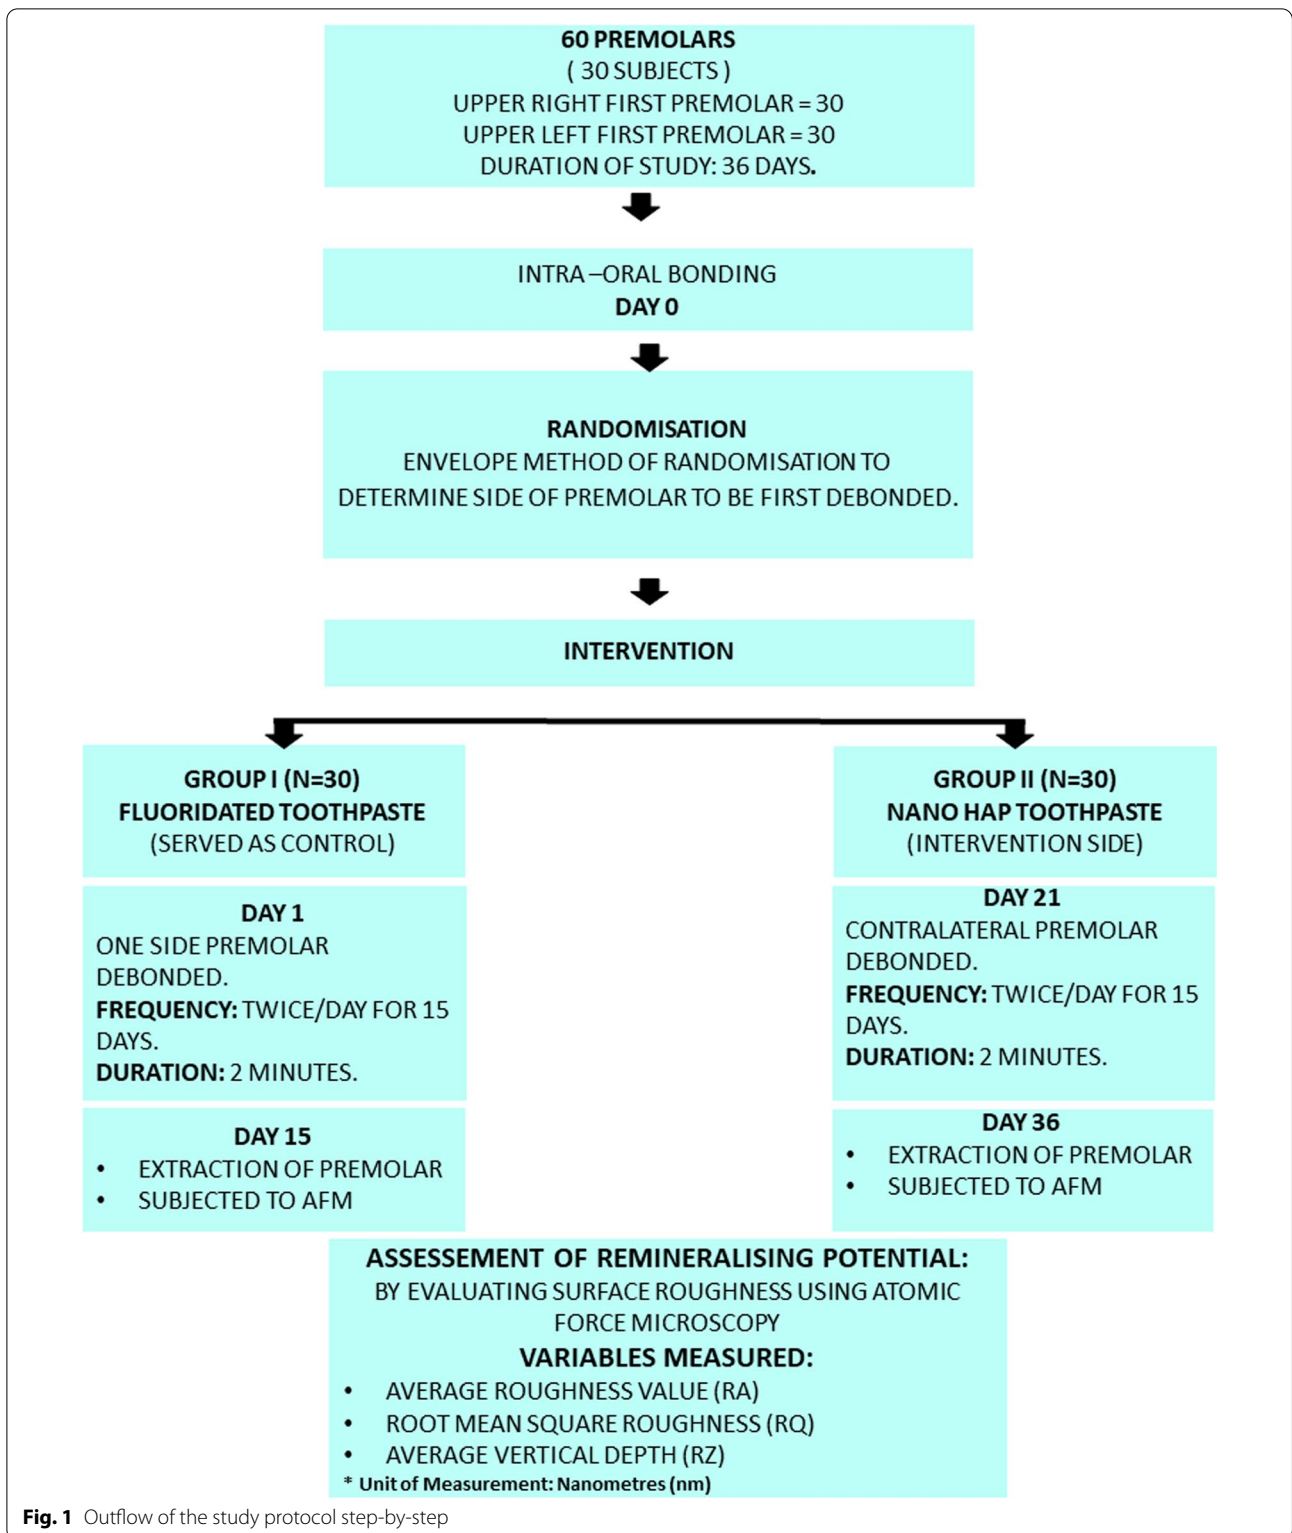 60 PREMOLARS
( 30 SUBJECTS )
UPPER RIGHT FIRST PREMOLAR = 30
UPPER LEFT FIRST PREMOLAR = 30
DURATION OF STUDY: 36 DAYS.
INTRA –ORAL BONDING
DAY 0
RANDOMISATION
ENVELOPE METHOD OF RANDOMISATION TO
DETERMINE SIDE OF PREMOLAR TO BE FIRST DEBONDED.
INTERVENTION
GROUP I (N=30)
FLUORIDATED TOOTHPASTE
(SERVED AS CONTROL)
DAY 1
ONE SIDE PREMOLAR
DEBONDED.
FREQUENCY: TWICE/DAY FOR 15
DAYS.
DURATION: 2 MINUTES.
DAY 15
• EXTRACTION OF PREMOLAR
• SUBJECTED TO AFM
GROUP II (N=30)
NANO HAP TOOTHPASTE
(INTERVENTION SIDE)
DAY 21
CONTRALATERAL PREMOLAR
DEBONDED.
FREQUENCY: TWICE/DAY FOR 15
DAYS.
DURATION: 2 MINUTES.
DAY 36
• EXTRACTION OF PREMOLAR
• SUBJECTED TO AFM
ASSESSEMENT OF REMINERALISING POTENTIAL:
BY EVALUATING SURFACE ROUGHNESS USING ATOMIC
FORCE MICROSCOPY
VARIABLES MEASURED:
• AVERAGE ROUGHNESS VALUE (RA)
• ROOT MEAN SQUARE ROUGHNESS (RQ)
• AVERAGE VERTICAL DEPTH (RZ)
* Unit of Measurement: Nanometres (nm)
Fig. 1 Outflow of the study protocol step-by-step